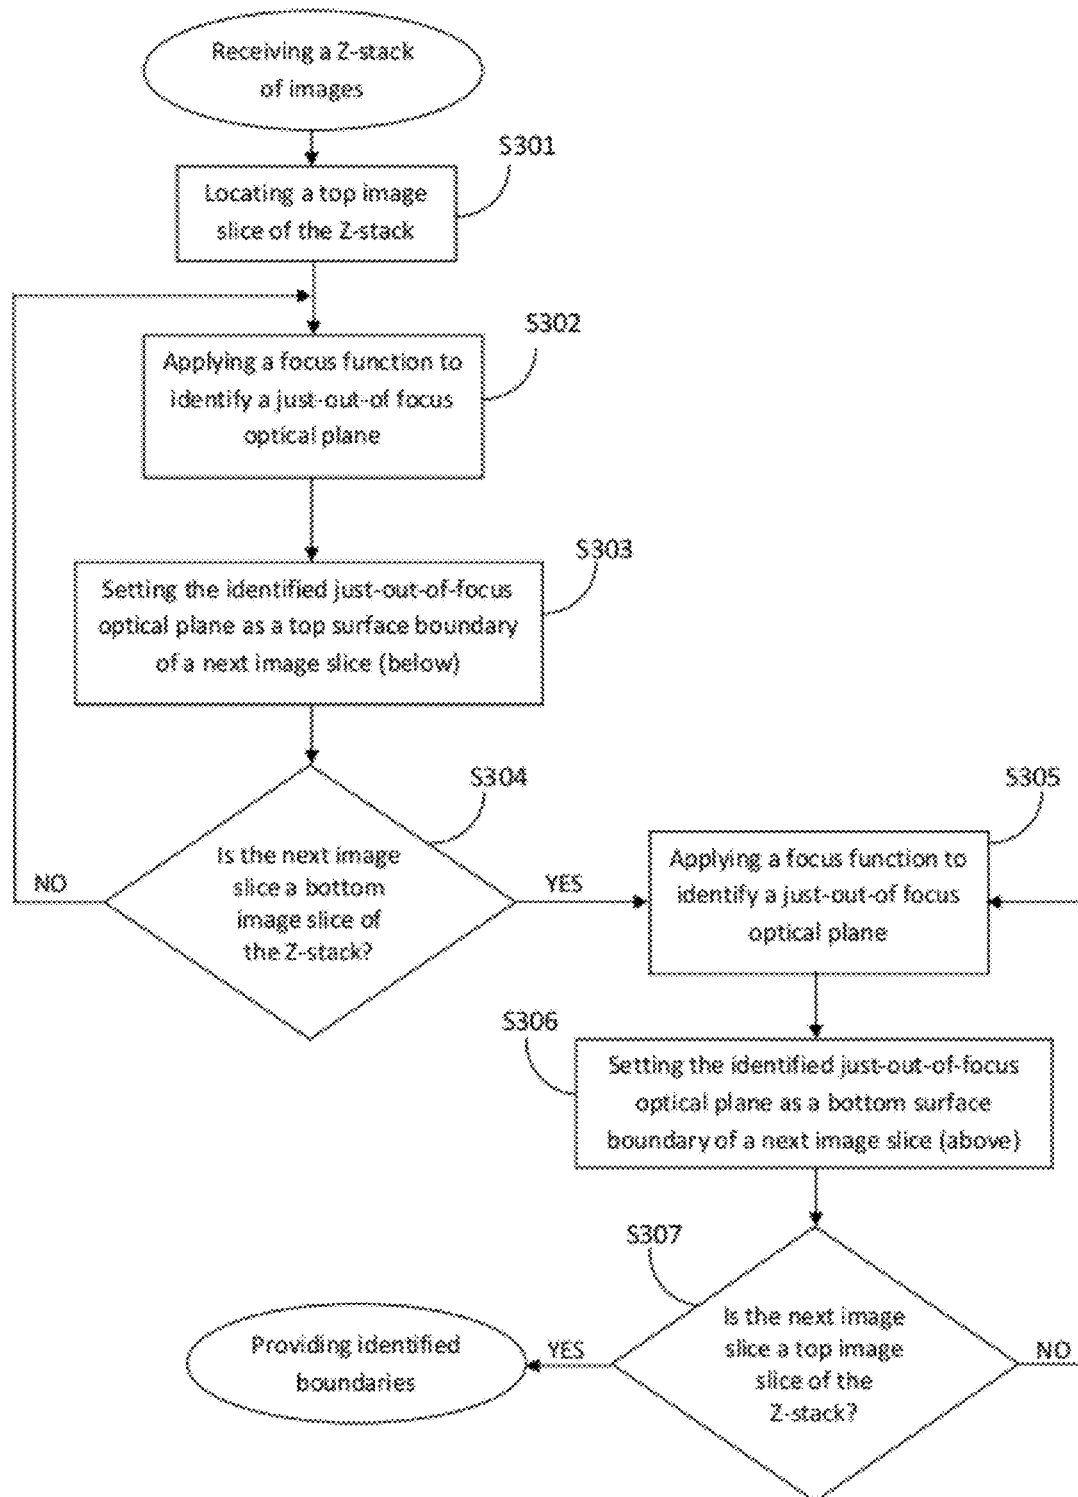 Receiving a Z-stack
of images
S301
Locating a top image
slice of the Z-stack
S302
Applying a focus function to
identify a just-out-of focus
optical plane
S303
Setting the identified just-out-of-focus
optical plane as a top surface boundary
of a next image slice (below)
S304
Is the next image
slice a bottom
image slice of
the Z-stack?
NO
YES
S305
Applying a focus function to
identify a just-out-of focus
optical plane
S306
Setting the identified just-out-of-focus
optical plane as a bottom surface
boundary of a next image slice (above)
S307
Is the next image
slice a top image
slice of the
Z-stack?
NO
YES
Providing identified
boundaries